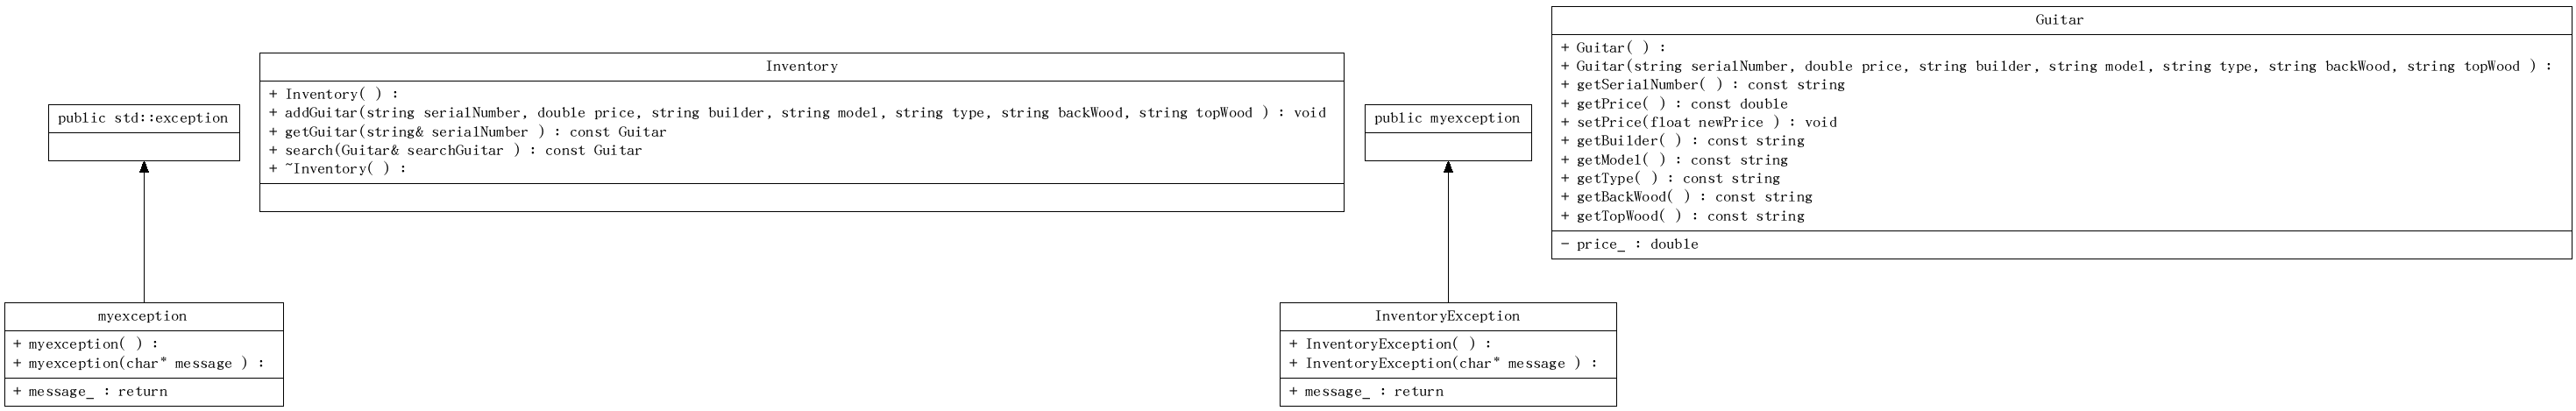 public std::exception
Inventory
+ Inventory( ) :
+ addGuitar(string serialNumber, double price, string builder, string model, string type, string backWood, string topWood ) : void
+ getGuitar(string& serialNumber ) : const Guitar
+ search(Guitar& searchGuitar ) : const Guitar
+ ~Inventory( ) :
public myexception
Guitar
+ Guitar( ) :
+ Guitar(string serialNumber, double price, string builder, string model, string type, string backWood, string topWood ) :
+ getSerialNumber( ) : const string
+ getPrice( ) : const double
+ setPrice(float newPrice ) : void
+ getBuilder( ) : const string
+ getModel( ) : const string
+ getType( ) : const string
+ getBackWood( ) : const string
+ getTopWood( ) : const string
- price_ : double
myexception
+ myexception( ) :
+ myexception(char* message ) :
+ message_ : return
InventoryException
+ InventoryException( ) :
+ InventoryException(char* message ) :
+ message_ : return